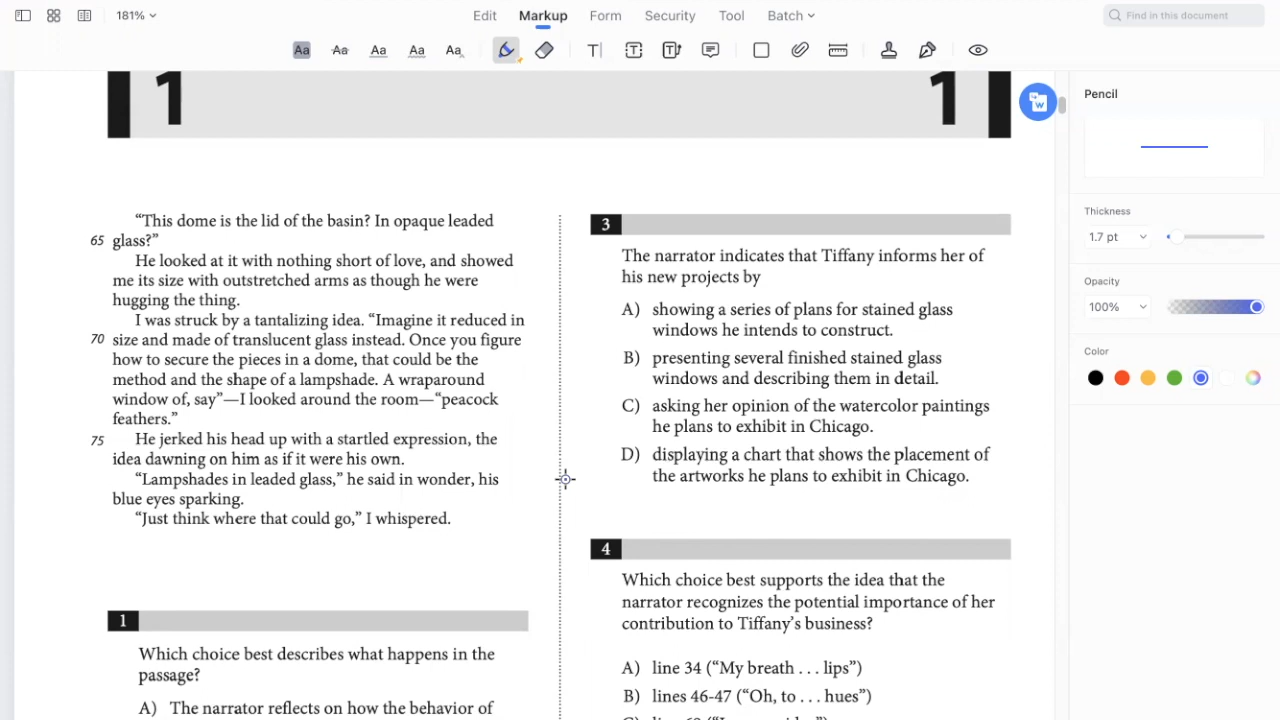 181%
Edit
Markup
Form
Security
Tool
Batch
Find in this document
Aa
Aa
Aa
Aa
Aa
T
T
T
1
1
W
Pencil
Thickness
1.7 pt
Opacity
100%
Color
“This dome is the lid of the basin? In opaque leaded
65 glass?”
He looked at it with nothing short of love, and showed
me its size with outstretched arms as though he were
hugging the thing.
I was struck by a tantalizing idea. “Imagine it reduced in
70 size and made of translucent glass instead. Once you figure
how to secure the pieces in a dome, that could be the
method and the shape of a lampshade. A wraparound
window of, say”—I looked around the room—“peacock
feathers.”
75 He jerked his head up with a startled expression, the
idea dawning on him as if it were his own.
“Lampshades in leaded glass,” he said in wonder, his
blue eyes sparking.
“Just think where that could go,” I whispered.
1
Which choice best describes what happens in the
passage?
A) The narrator reflects on how the behavior of
3
The narrator indicates that Tiffany informs her of
his new projects by
A) showing a series of plans for stained glass
windows he intends to construct.
B) presenting several finished stained glass
windows and describing them in detail.
C) asking her opinion of the watercolor paintings
he plans to exhibit in Chicago.
D) displaying a chart that shows the placement of
the artworks he plans to exhibit in Chicago.
4
Which choice best supports the idea that the
narrator recognizes the potential importance of her
contribution to Tiffany’s business?
A) line 34 (“My breath . . . lips”)
B) lines 46-47 (“Oh, to . . . hues”)